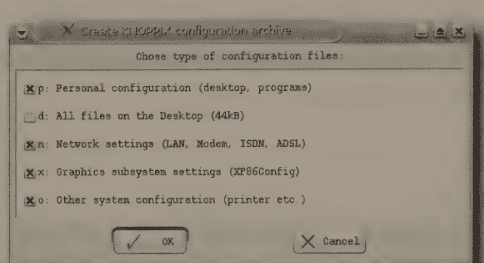 Create KNOPPIX configuration archive
Chose type of configuration files:
p: Personal configuration (desktop, programs)
d: All files on the Desktop (44kB)
n: Network settings (LAN, Modem, ISDN, ADSL)
x: Graphics subsystem settings (XF86Config)
o: Other system configuration (printer etc.)
OK
Cancel